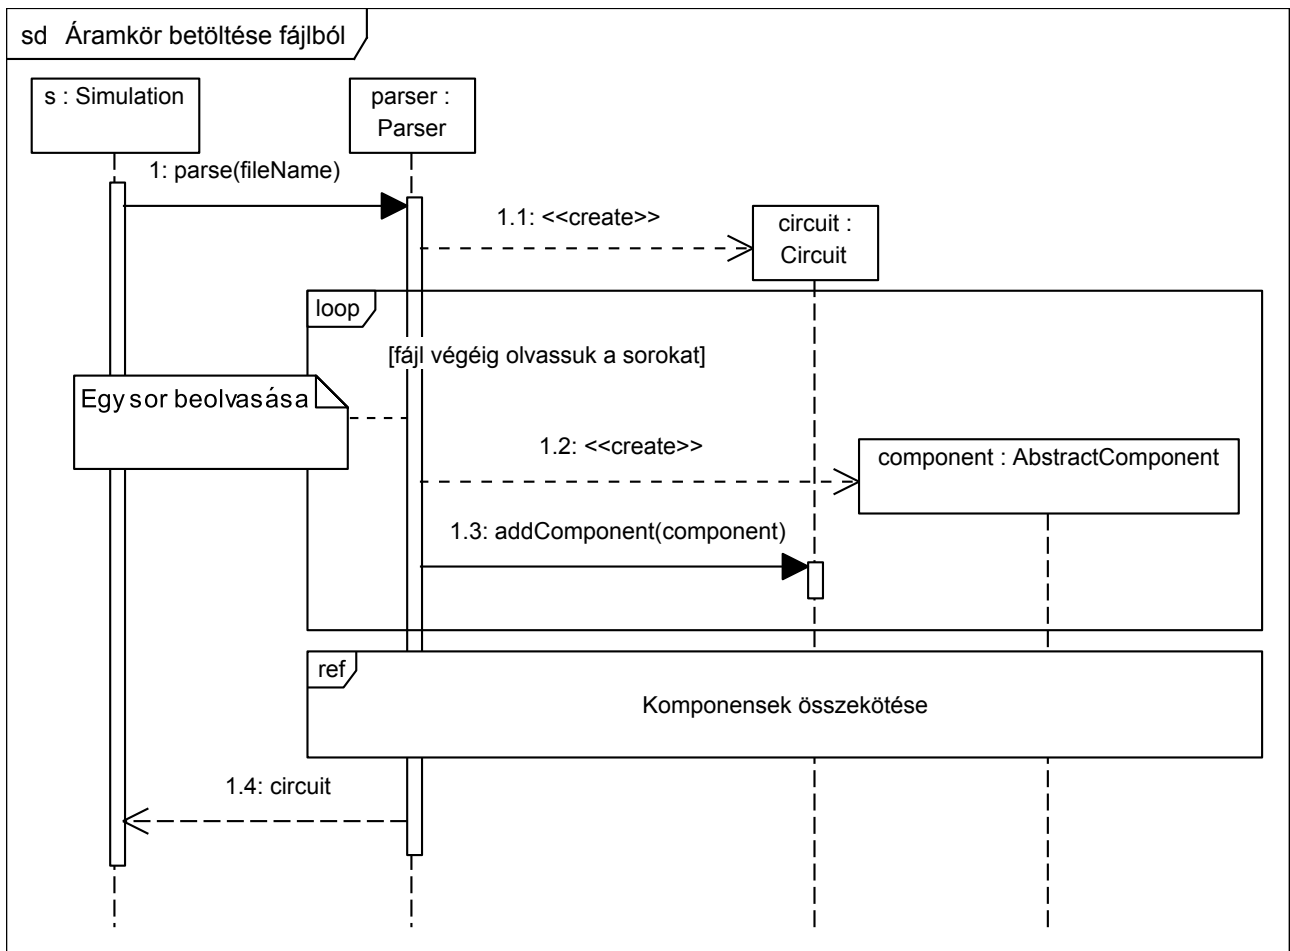 sd Áramkör betöltése fájlból
s : Simulation
parser :
Parser
1: parse(fileName)
1.1: <<create>>
circuit :
Circuit
loop
[fájl végéig olvassuk a sorokat]
Egy sor beolvasása
1.2: <<create>>
component : AbstractComponent
1.3: addComponent(component)
ref
Komponensek összekötése
1.4: circuit